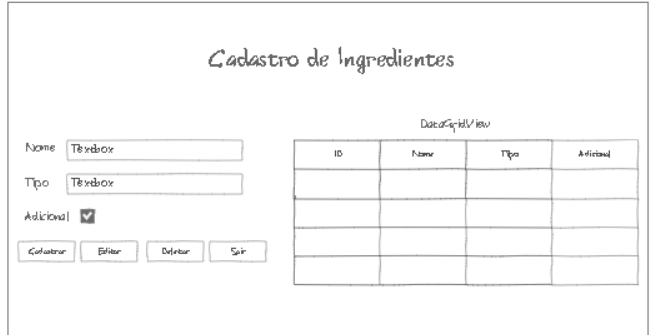 Cadastro de Ingredientes
DataGridView
Nome Textbox
Tipo Textbox
Adicional
Cadastrar Editar Deletar Sair
ID Nome Tipo Adicional